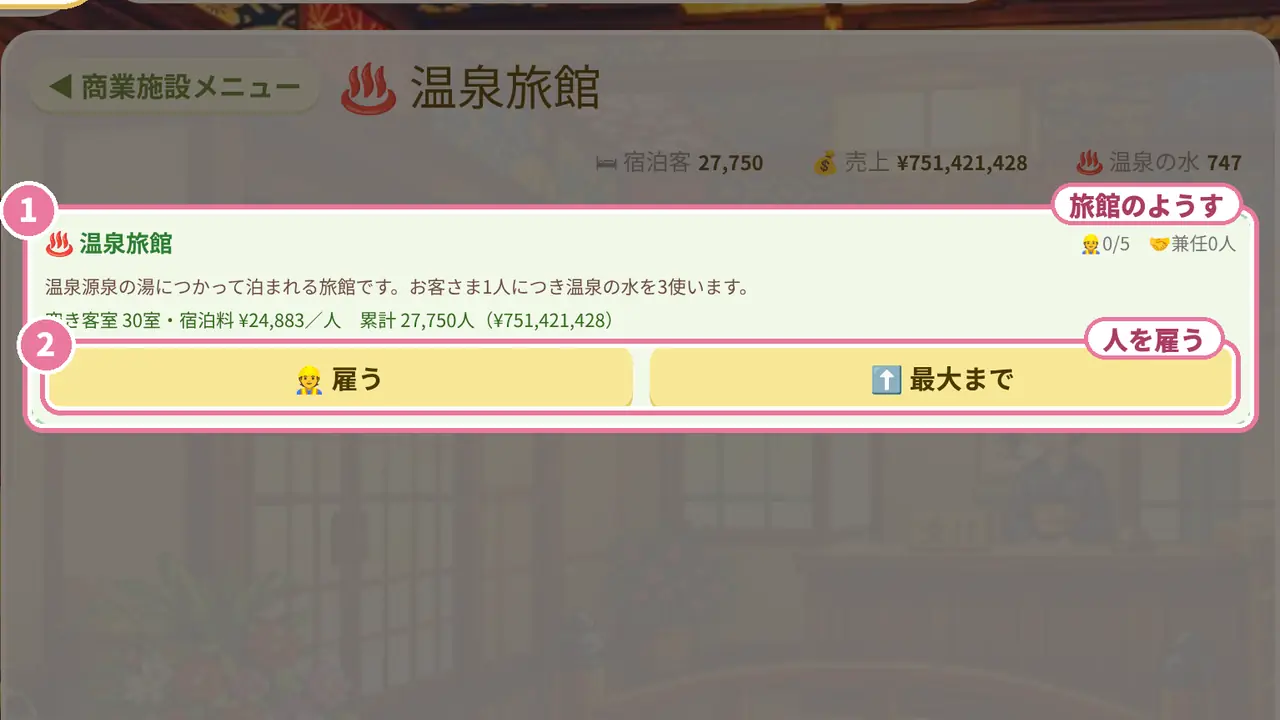 ◀ 商業施設メニュー
温泉旅館
宿泊客 27,750
売上 ¥751,421,428
温泉の水 747
1
旅館のようす
温泉旅館
0/5
兼任0人
温泉源泉の湯につかって泊まれる旅館です。お客さま1人につき温泉の水を3使います。
空き客室 30室・宿泊料 ¥24,883／人 累計 27,750人（¥751,421,428）
2
人を雇う
雇う
最大まで